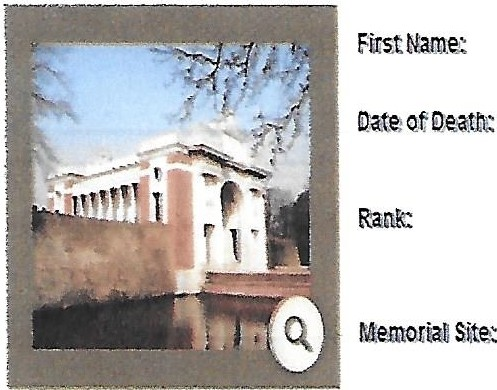 First Name:
Date of Death:
Rank:
Memorial Site: